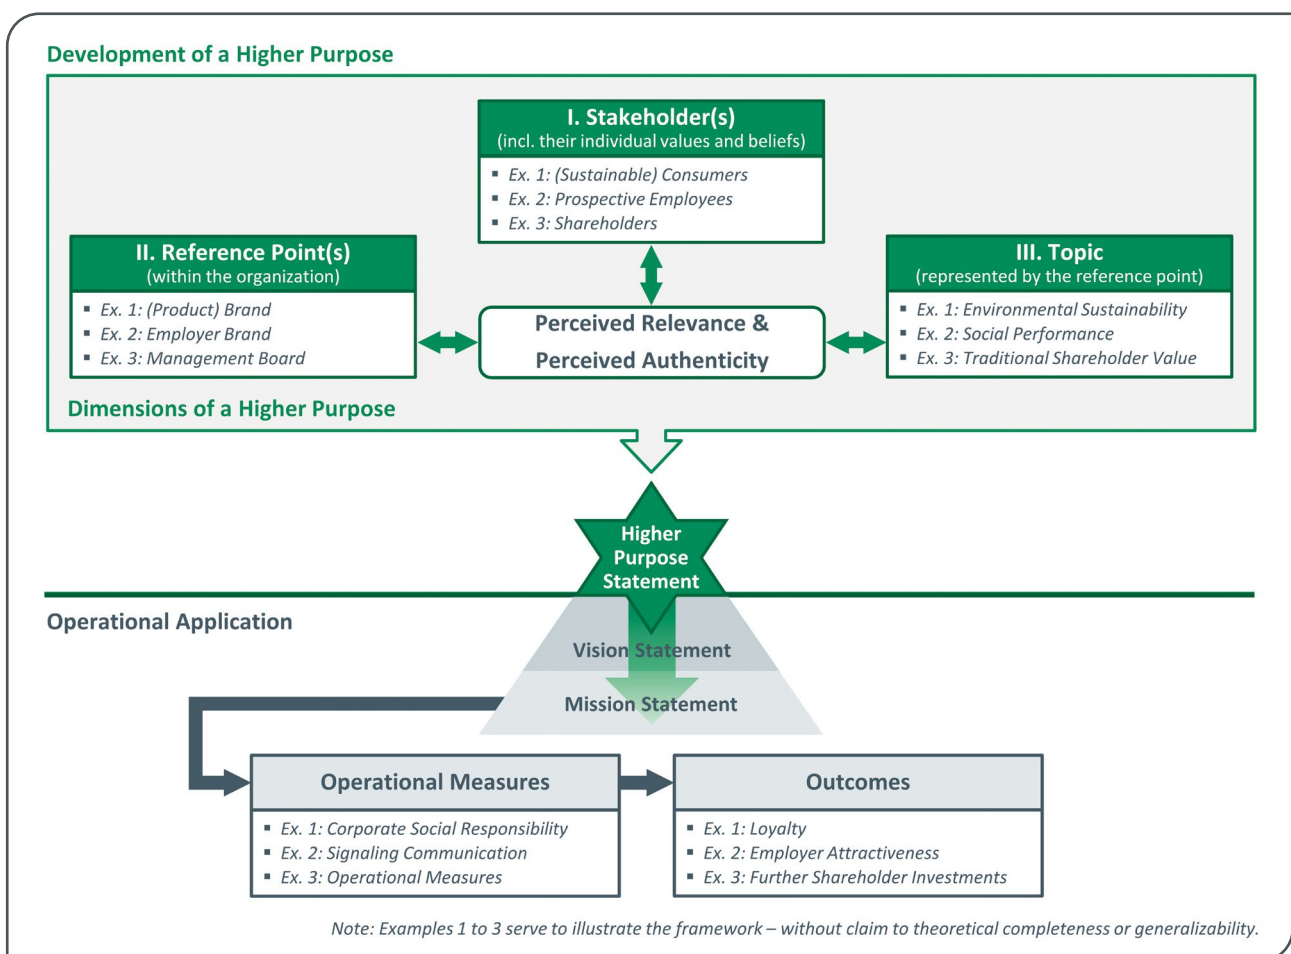 Development of a Higher Purpose
I. Stakeholder(s)
(incl. their individual values and beliefs)
▪ Ex. 1: (Sustainable) Consumers
▪ Ex. 2: Prospective Employees
▪ Ex. 3: Shareholders
II. Reference Point(s)
(within the organization)
▪ Ex. 1: (Product) Brand
▪ Ex. 2: Employer Brand
▪ Ex. 3: Management Board
Perceived Relevance &
Perceived Authenticity
III. Topic
(represented by the reference point)
▪ Ex. 1: Environmental Sustainability
▪ Ex. 2: Social Performance
▪ Ex. 3: Traditional Shareholder Value
Dimensions of a Higher Purpose
Higher
Purpose
Statement
Operational Application
Vision Statement
Mission Statement
Operational Measures
▪ Ex. 1: Corporate Social Responsibility
▪ Ex. 2: Signaling Communication
▪ Ex. 3: Operational Measures
Outcomes
▪ Ex. 1: Loyalty
▪ Ex. 2: Employer Attractiveness
▪ Ex. 3: Further Shareholder Investments
Note: Examples 1 to 3 serve to illustrate the framework – without claim to theoretical completeness or generalizability.